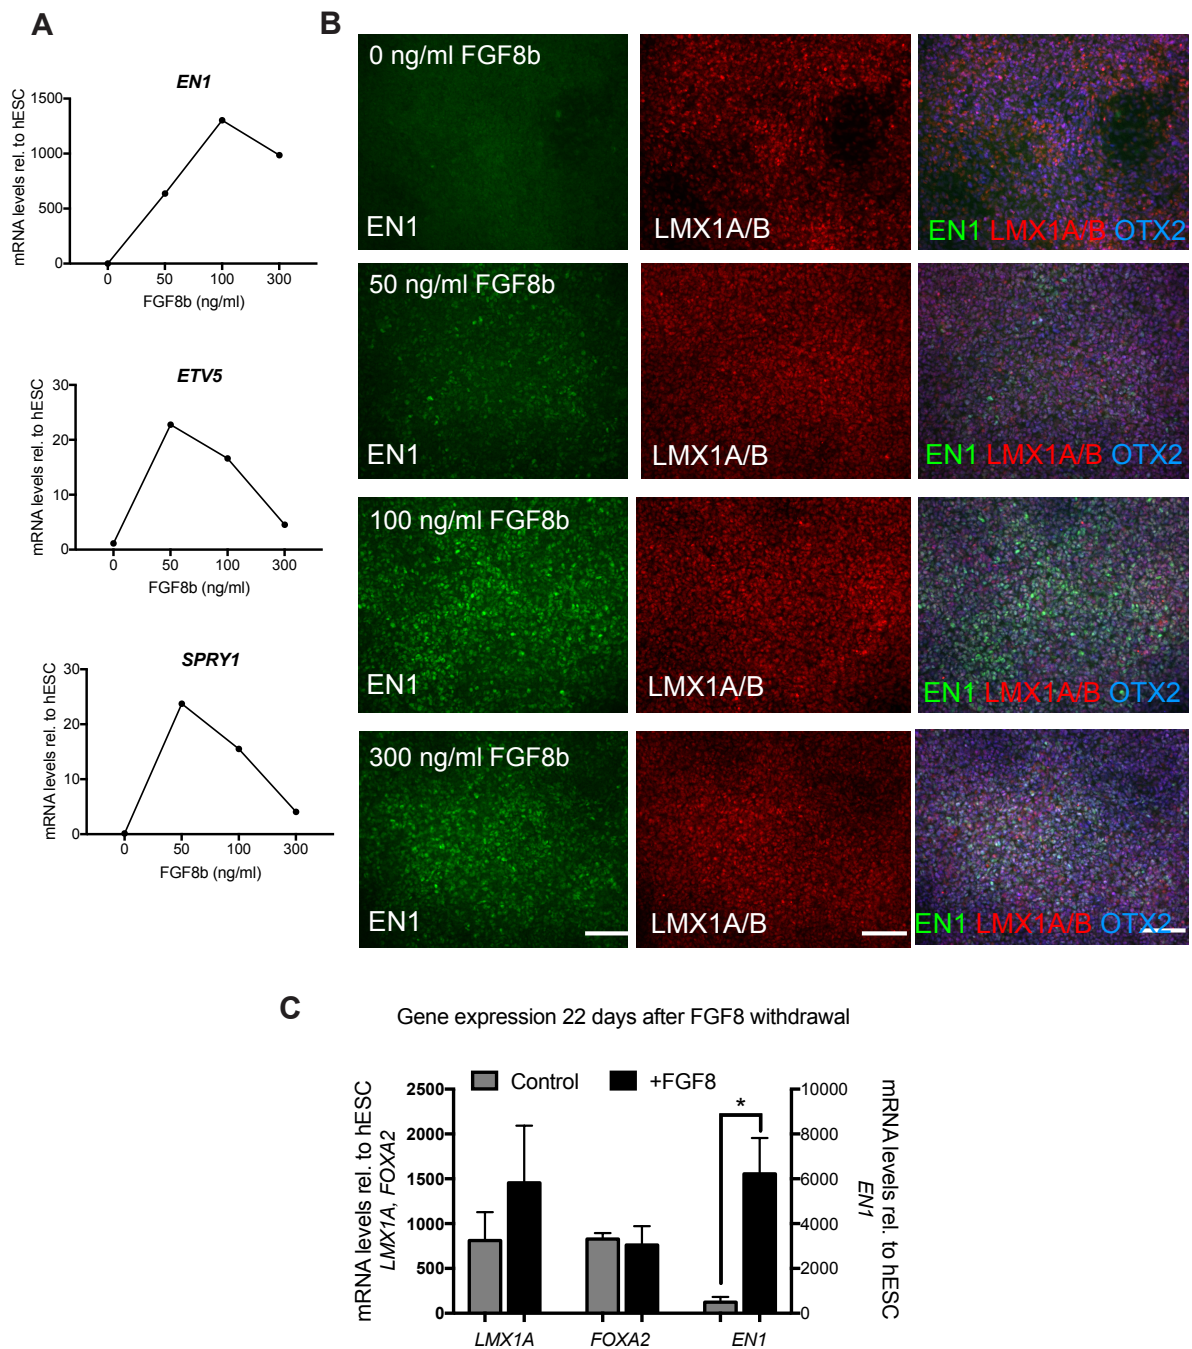 A
EN1
mRNA levels rel. to hESC
1500
1000
500
0
0 50 100 300
FGF8b (ng/ml)
ETV5
mRNA levels rel. to hESC
30
20
10
0
0 50 100 300
FGF8b (ng/ml)
SPRY1
mRNA levels rel. to hESC
30
20
10
0
0 50 100 300
FGF8b (ng/ml)
B
0 ng/ml FGF8b
EN1
LMX1A/B
EN1 LMX1A/B OTX2
50 ng/ml FGF8b
EN1
LMX1A/B
EN1 LMX1A/B OTX2
100 ng/ml FGF8b
EN1
LMX1A/B
EN1 LMX1A/B OTX2
300 ng/ml FGF8b
EN1
LMX1A/B
EN1 LMX1A/B OTX2
C
Gene expression 22 days after FGF8 withdrawal
Control +FGF8
mRNA levels rel. to hESC
LMX1A, FOXA2
2500
2000
1500
1000
500
0
*
10000
8000
6000
4000
2000
0
mRNA levels rel. to hESC
EN1
LMX1A FOXA2 EN1